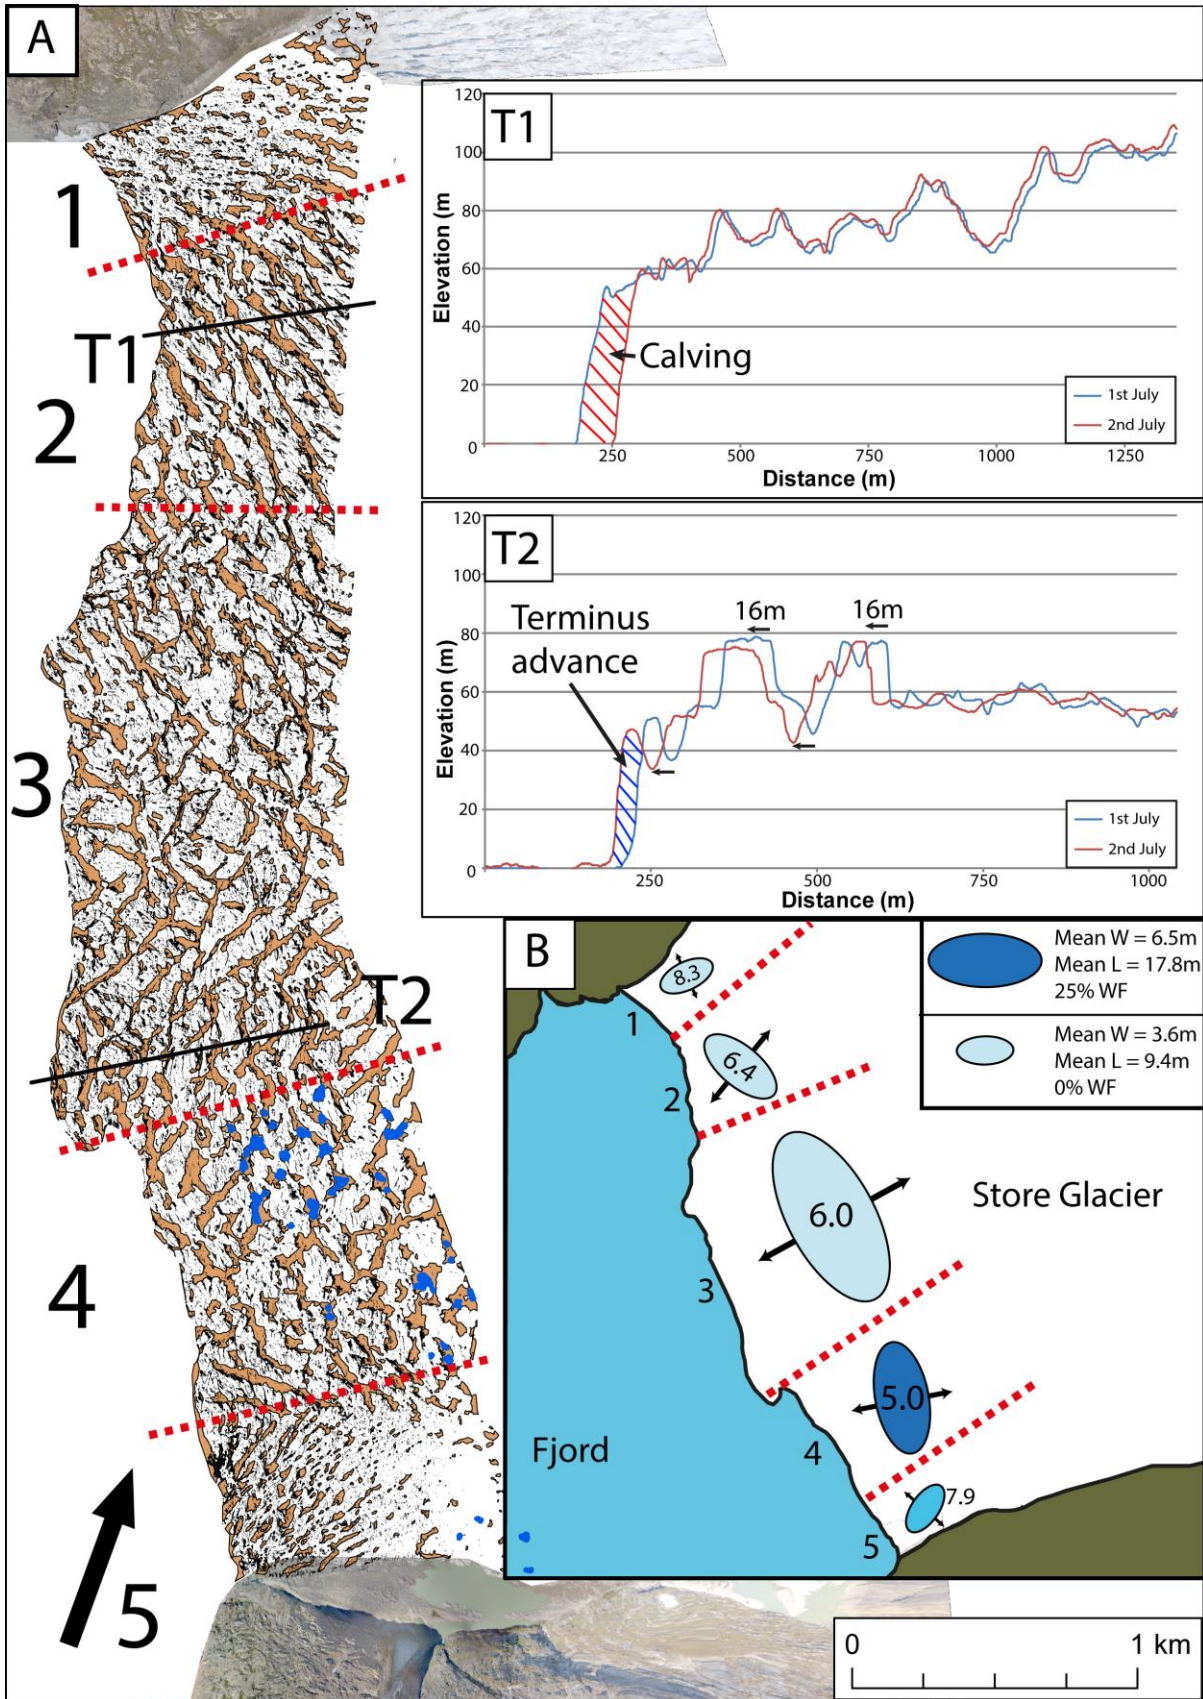 A
1
T1
2
3
T2
4
5
T1
120
100
80
60
40
20
0
Elevation (m)
Calving
1st July
2nd July
250
500
750
1000
1250
Distance (m)
T2
120
100
80
60
40
20
0
Elevation (m)
Terminus
advance
16m
16m
1st July
2nd July
250
500
750
1000
Distance (m)
B
Mean W = 6.5m
Mean L = 17.8m
25% WF
Mean W = 3.6m
Mean L = 9.4m
0% WF
8.3
1
6.4
2
6.0
Store Glacier
3
5.0
Fjord
4
7.9
5
0
1 km